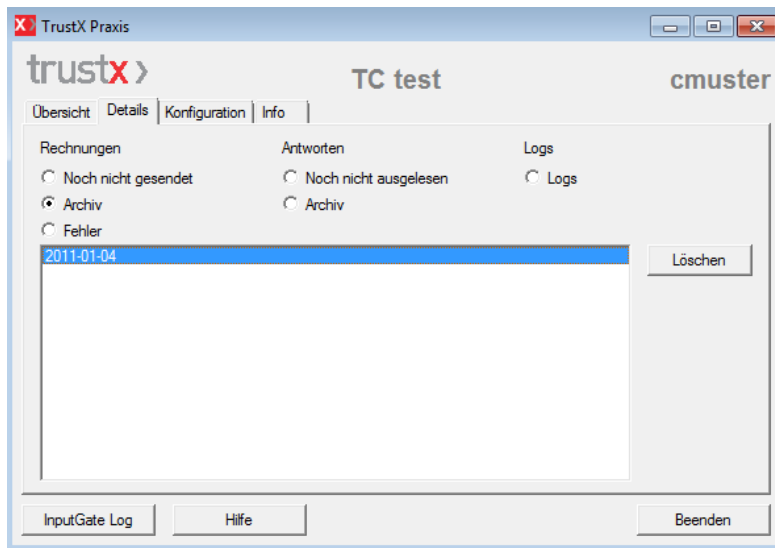 TrustX Praxis
trustx
TC test
cmuster
Übersicht Details Konfiguration Info
Rechnungen Antworten Logs
Noch nicht gesendet Noch nicht ausgelesen Logs
Archiv Archiv
Fehler
2011-01-04
Löschen
InputGate Log Hilfe Beenden